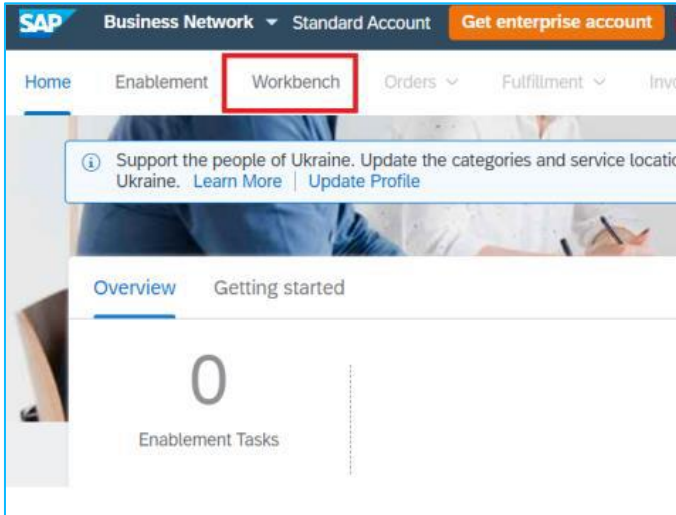 SAP Business Network Standard Account Get enterprise account
Home Enablement Workbench Orders Fulfillment
Support the people of Ukraine. Update the categories and service
Ukraine. Learn More | Update Profile
Overview Getting started
0
Enablement Tasks